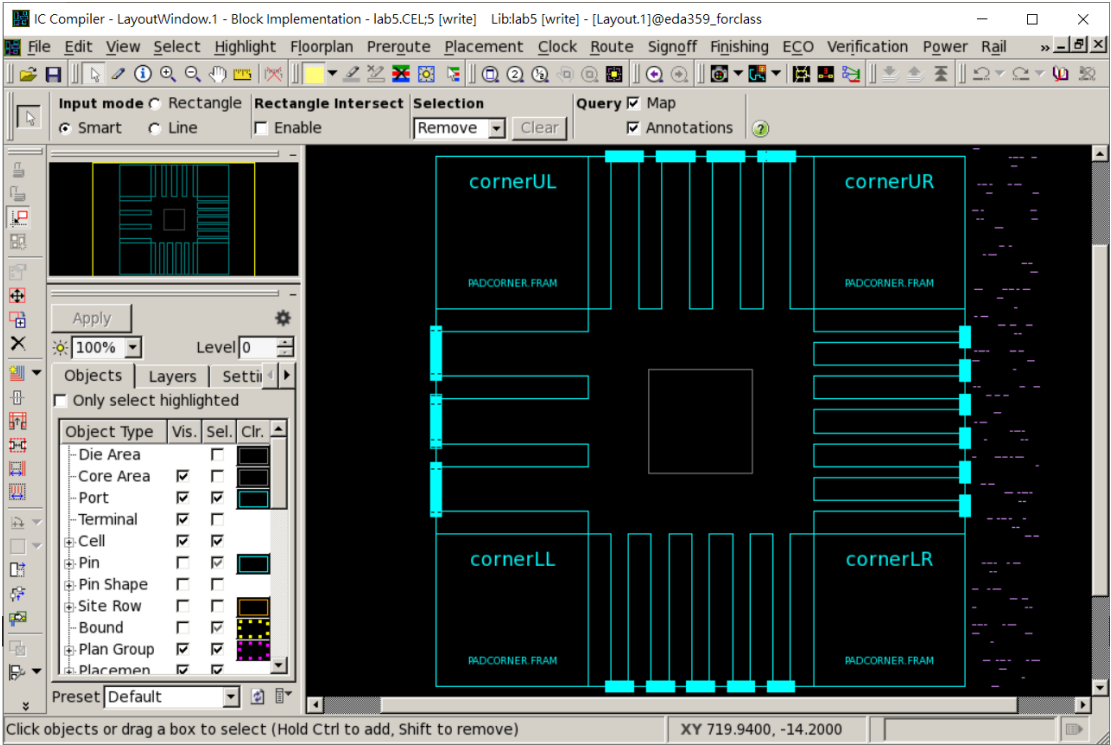 IC Compiler - LayoutWindow.1 - Block Implementation - lab5.CEL;5 [write]    Lib:lab5 [write] - [Layout.1]@eda359_forclass
File Edit View Select Highlight Floorplan Preroute Placement Clock Route Signoff Finishing ECO Verification Power Rail »
Input mode Rectangle Rectangle Intersect Selection Query Map
Smart Line Enable Remove Clear Annotations
cornerUL cornerUR
PADCORNER.FRAM PADCORNER.FRAM
Apply
100% Level 0
Objects Layers Settin
Only select highlighted
Object Type Vis. Sel. Clr.
Die Area
Core Area
Port
Terminal
Cell
Pin
Pin Shape
Site Row
Bound
Plan Group
Placemen
cornerLL cornerLR
PADCORNER.FRAM PADCORNER.FRAM
Preset Default
Click objects or drag a box to select (Hold Ctrl to add, Shift to remove) XY 719.9400, -14.2000